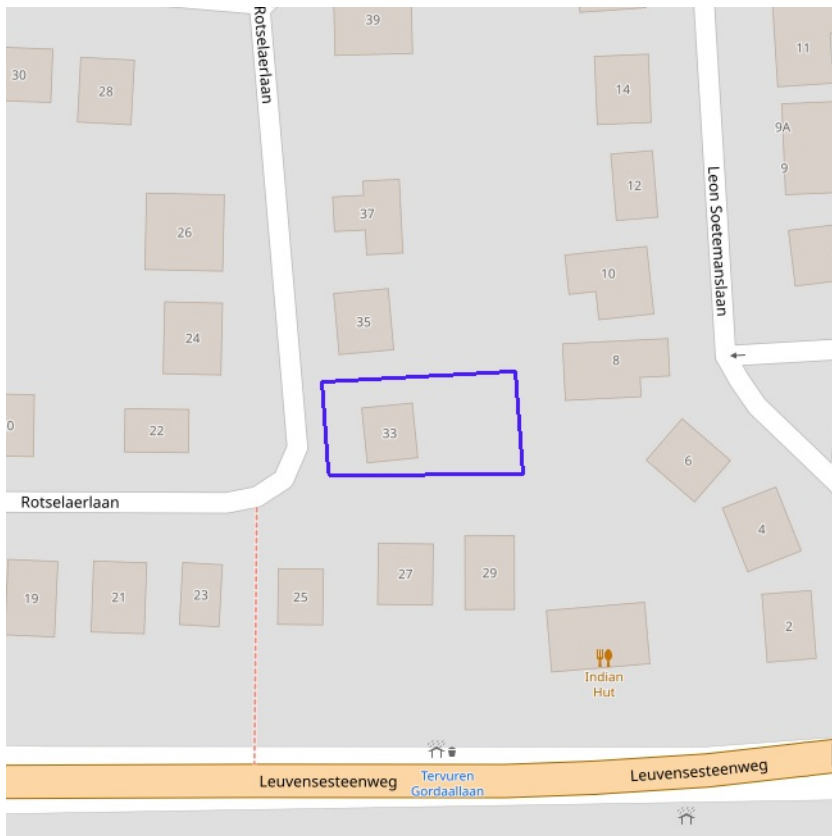 39
Rotselaerlaan
11
30
28
14
9A
9
12
Leon Soetemanslaan
37
26
10
35
24
8
0
22
33
6
Rotselaerlaan
4
27
29
19
21
23
25
2
Indian
Hut
Leuvensesteenweg
Tervuren
Gordaallaan
Leuvensesteenweg